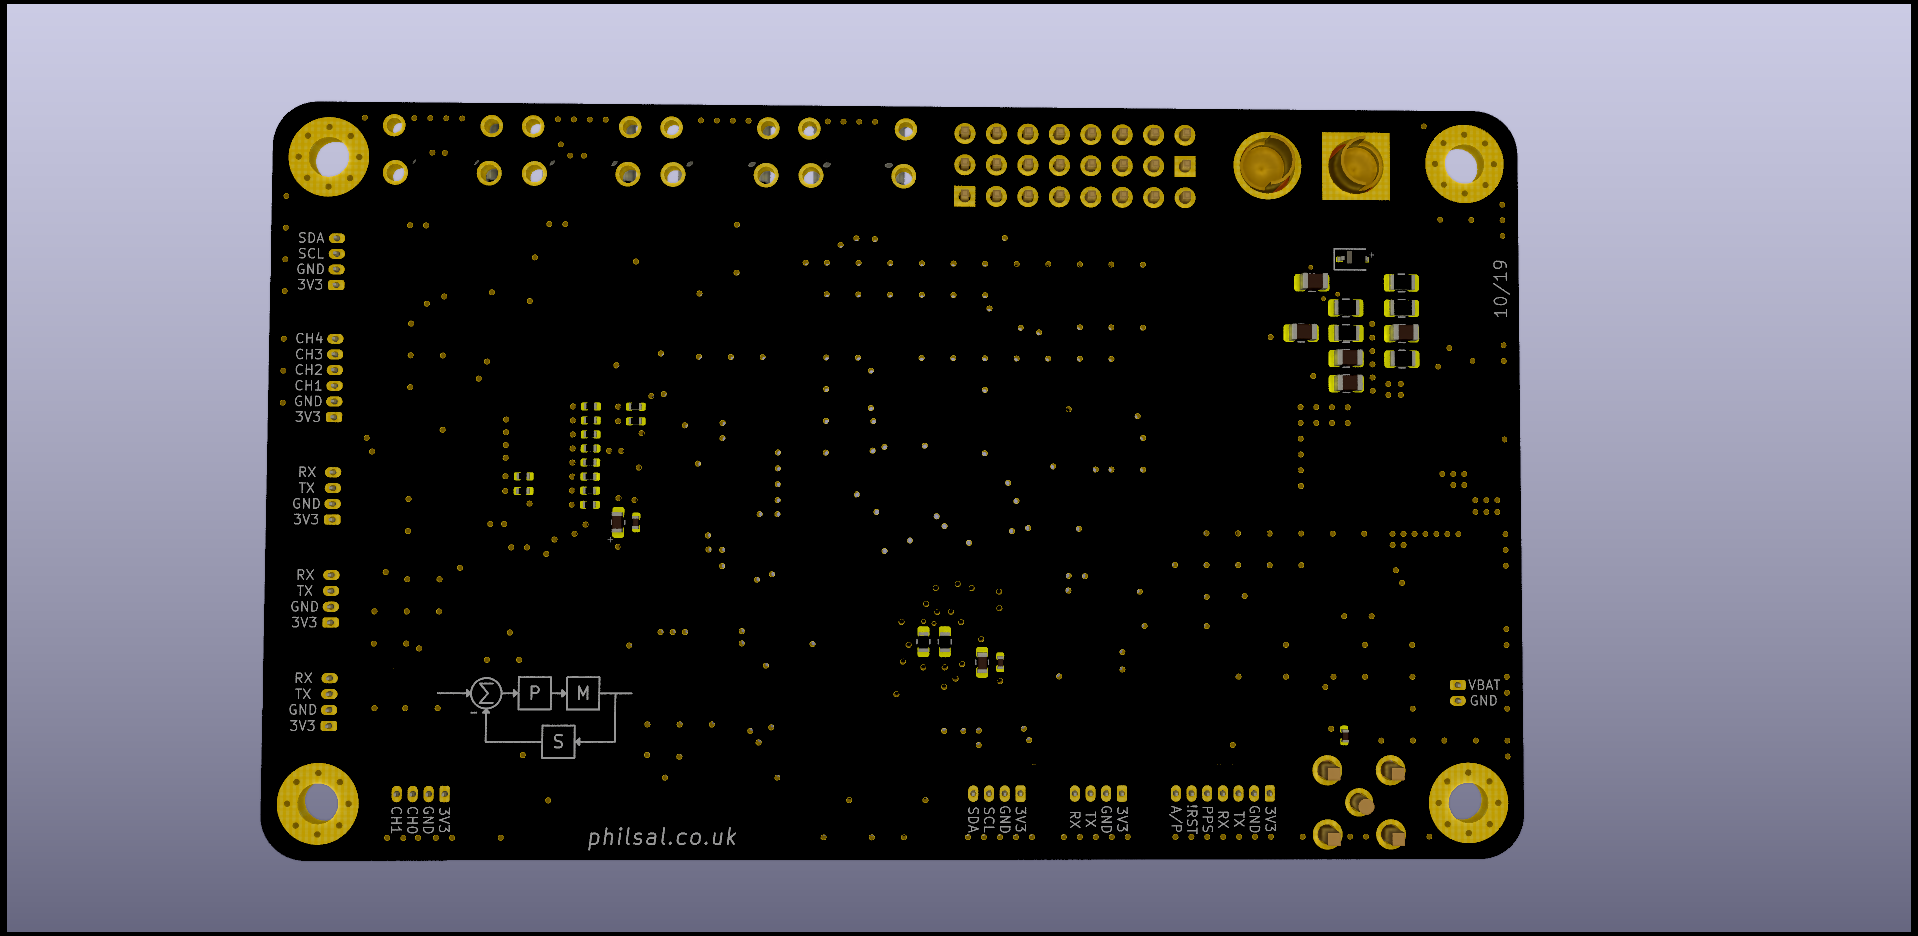 SDA
SCL
GND
3V3
CH4
CH3
CH2
CH1
GND
3V3
RX
TX
GND
3V3
RX
TX
GND
3V3
RX
TX
GND
3V3
10/19
Σ
P
M
-
S
VBAT
GND
CH1
CH0
GND
3V3
philsal.co.uk
SDA
SCL
GND
3V3
RX
TX
GND
3V3
A/P
!RST
PPS
RX
TX
GND
3V3
+
+